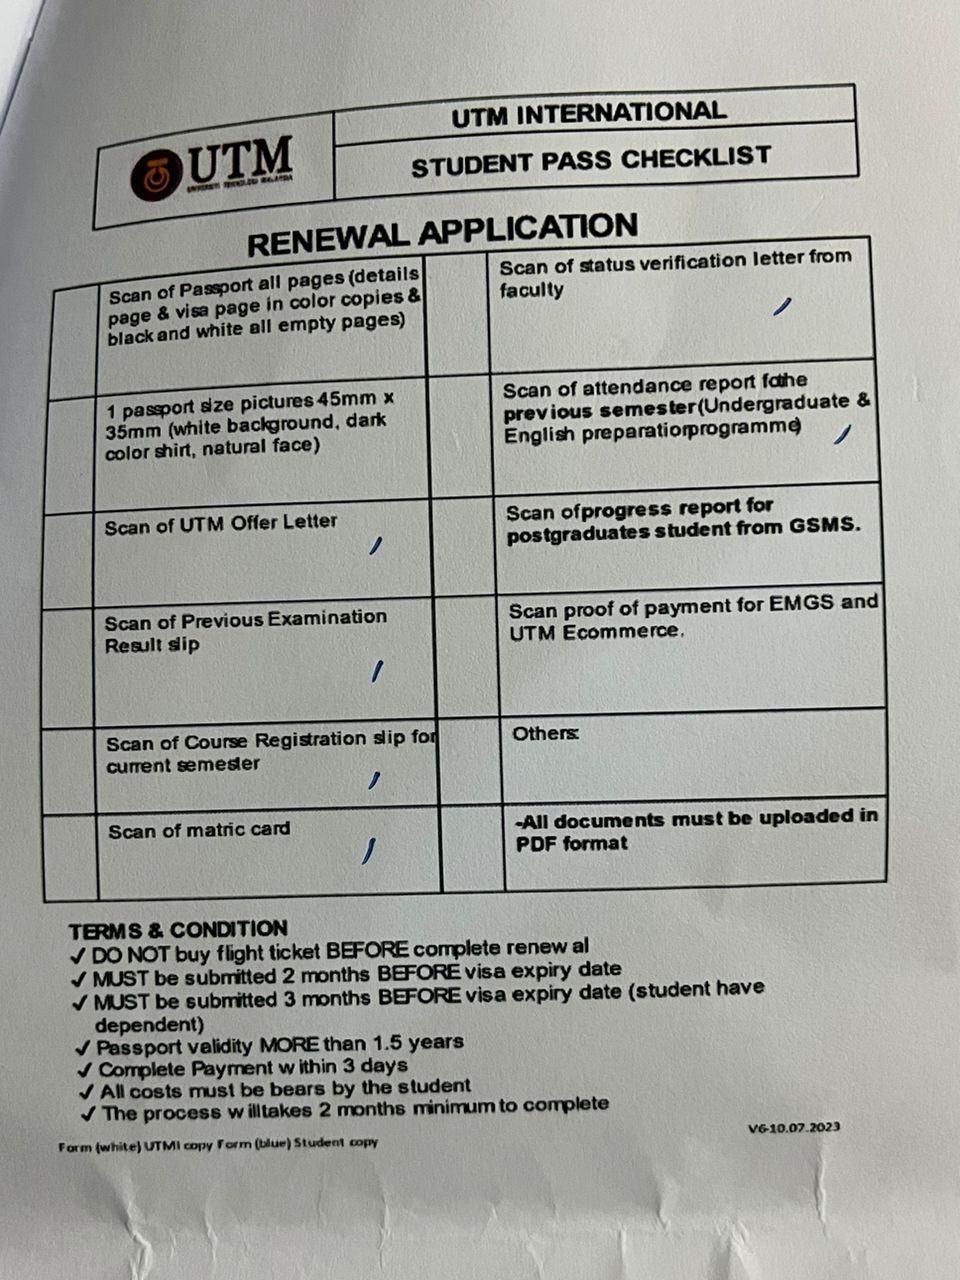 UTM
UNIVERSITI TEKNOLOGI MALAYSIA
UTM INTERNATIONAL
STUDENT PASS CHECKLIST
RENEWAL APPLICATION
Scan of Passport all pages (details
page & visa page in color copies &
black and white all empty pages)
Scan of status verification letter from
faculty
1 passport size pictures 45mm x
35mm (white background, dark
color shirt, natural face)
Scan of attendance report fothe
previous semester(Undergraduate &
English preparationprogramme)
Scan of UTM Offer Letter
Scan ofprogress report for
postgraduates student from GSMS.
Scan of Previous Examination
Result slip
Scan proof of payment for EMGS and
UTM Ecommerce.
Scan of Course Registration slip for
current semester
Others:
Scan of matric card
-All documents must be uploaded in
PDF format
TERMS & CONDITION
✓ DO NOT buy flight ticket BEFORE complete renew al
✓ MUST be submitted 2 months BEFORE visa expiry date
✓ MUST be submitted 3 months BEFORE visa expiry date (student have
dependent)
✓ Passport validity MORE than 1.5 years
✓ Complete Payment w ithin 3 days
✓ All costs must be bears by the student
✓ The process w illtakes 2 months minimum to complete
Form (white) UTMI copy Form (blue) Student copy
V6-10.07.2023